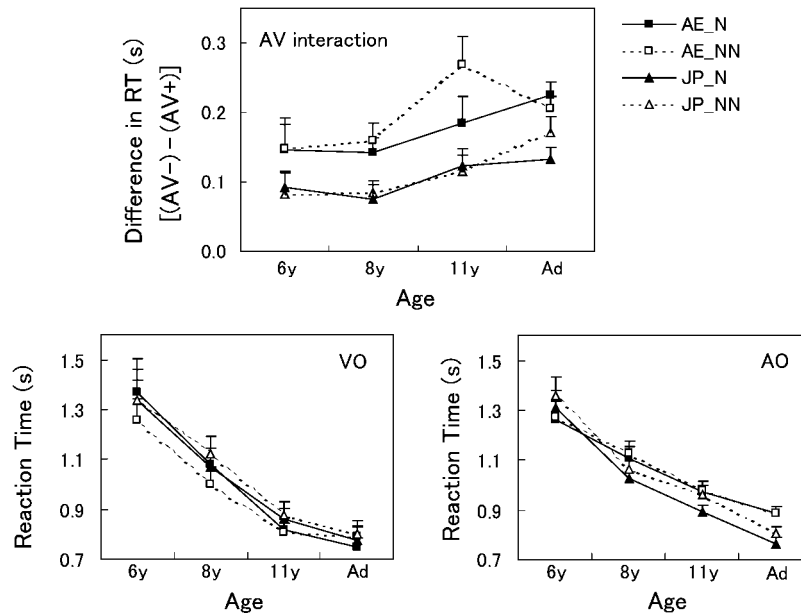 AV interaction
Difference in RT (s)
[(AV-) - (AV+)]
0.3
0.2
0.1
0.0
6y 8y 11y Ad
Age
AE_N
AE_NN
JP_N
JP_NN
VO
Reaction Time (s)
1.5
1.3
1.1
0.9
0.7
6y 8y 11y Ad
Age
AO
Reaction Time (s)
1.5
1.3
1.1
0.9
0.7
6y 8y 11y Ad
Age